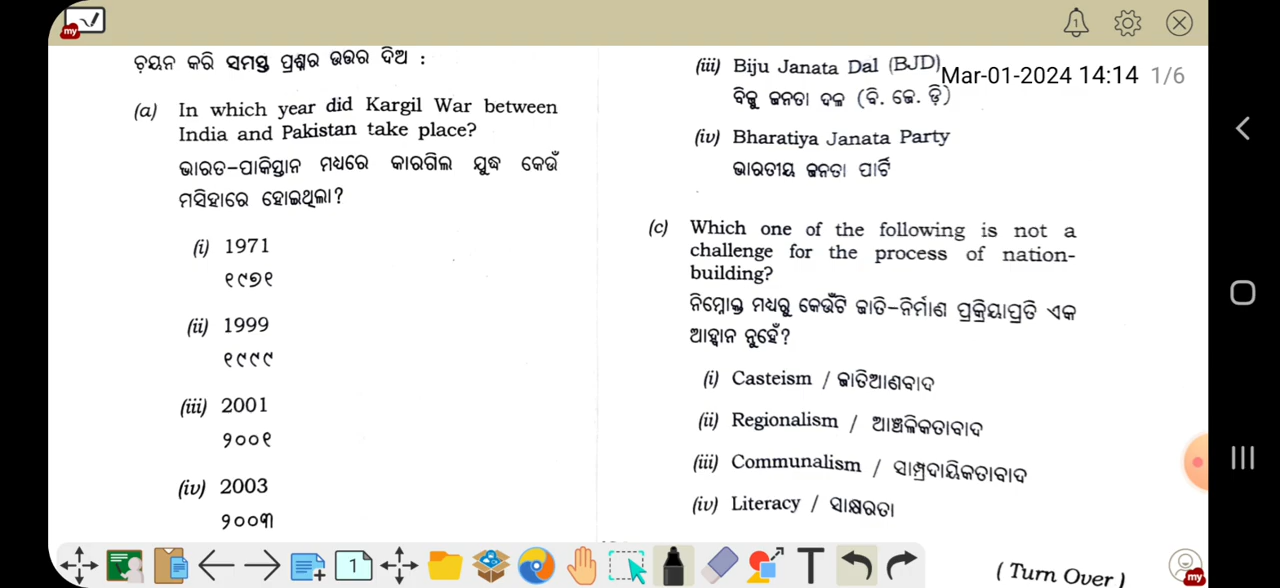 my
ଚୟନ କରି ସମସ୍ତ ପ୍ରଶ୍ନର ଉତ୍ତର ଦିଅ :
(a) In which year did Kargil War between
India and Pakistan take place?
ଭାରତ-ପାକିସ୍ତାନ ମଧ୍ୟରେ କାରଗିଲ ଯୁଦ୍ଧ କେଉଁ
ମସିହାରେ ହୋଇଥିଲା?
(i) 1971
୧୯୭୧
(ii) 1999
୧୯୯୯
(iii) 2001
୨୦୦୧
(iv) 2003
୨୦୦୩
(iii) Biju Janata Dal (BJD)
Mar-01-2024 14:14 1/6
ବିଜୁ ଜନତା ଦଳ (ବି. ଜେ. ଡ଼ି)
(iv) Bharatiya Janata Party
ଭାରତୀୟ ଜନତା ପାର୍ଟି
(c) Which one of the following is not a
challenge for the process of nation-
building?
ନିମ୍ନୋକ୍ତ ମଧ୍ୟରୁ କେଉଁଟି ଜାତି-ନିର୍ମାଣ ପ୍ରକ୍ରିୟାପ୍ରତି ଏକ
ଆହ୍ୱାନ ନୁହେଁ?
(i) Casteism / ଜାତିଆଣବାଦ
(ii) Regionalism / ଆଞ୍ଚଳିକତାବାଦ
(iii) Communalism / ସାମ୍ପ୍ରଦାୟିକତାବାଦ
(iv) Literacy / ସାକ୍ଷରତା
( Turn Over )
1
1
T
my